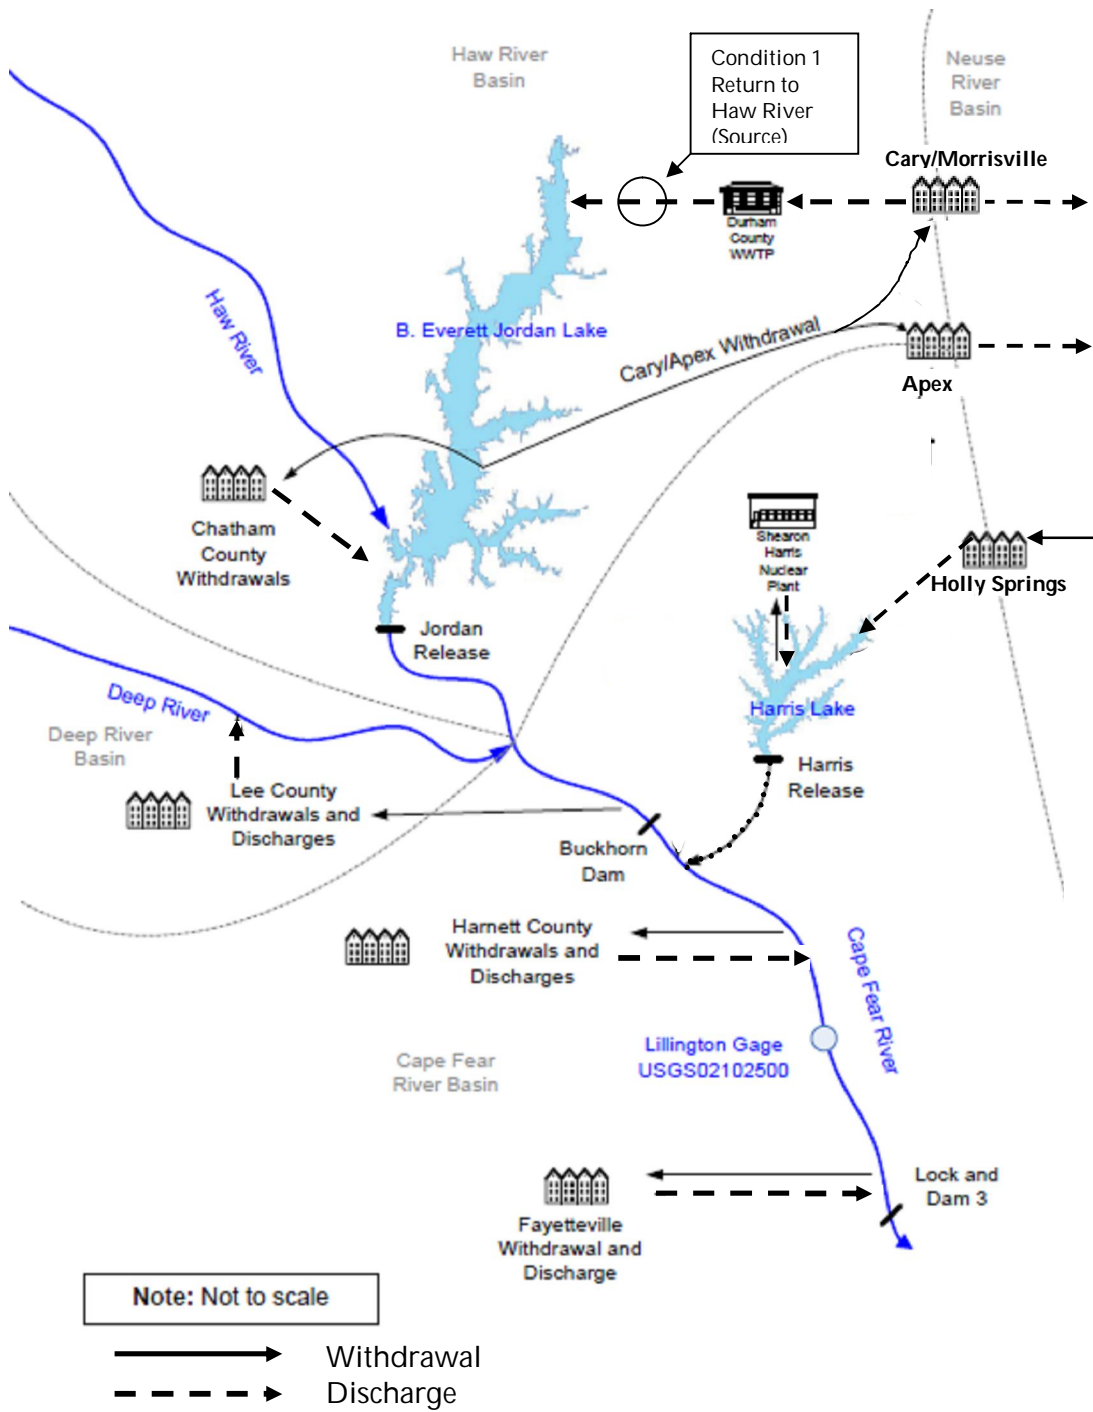 Haw River
Basin
Condition 1
Return to
Haw River
(Source)
Neuse
River
Basin
Cary/Morrisville
Durham
County
WWTP
Haw River
B. Everett Jordan Lake
Cary/Apex Withdrawal
Apex
Chatham
County
Withdrawals
Shearon
Harris
Nuclear
Plant
Holly Springs
Jordan
Release
Deep River
Harris Lake
Deep River
Basin
Harris
Release
Lee County
Withdrawals and
Discharges
Buckhorn
Dam
Harnett County
Withdrawals and
Discharges
Cape Fear River
Lillington Gage
USGS02102500
Cape Fear
River Basin
Lock and
Dam 3
Fayetteville
Withdrawal and
Discharge
Note: Not to scale
Withdrawal
Discharge